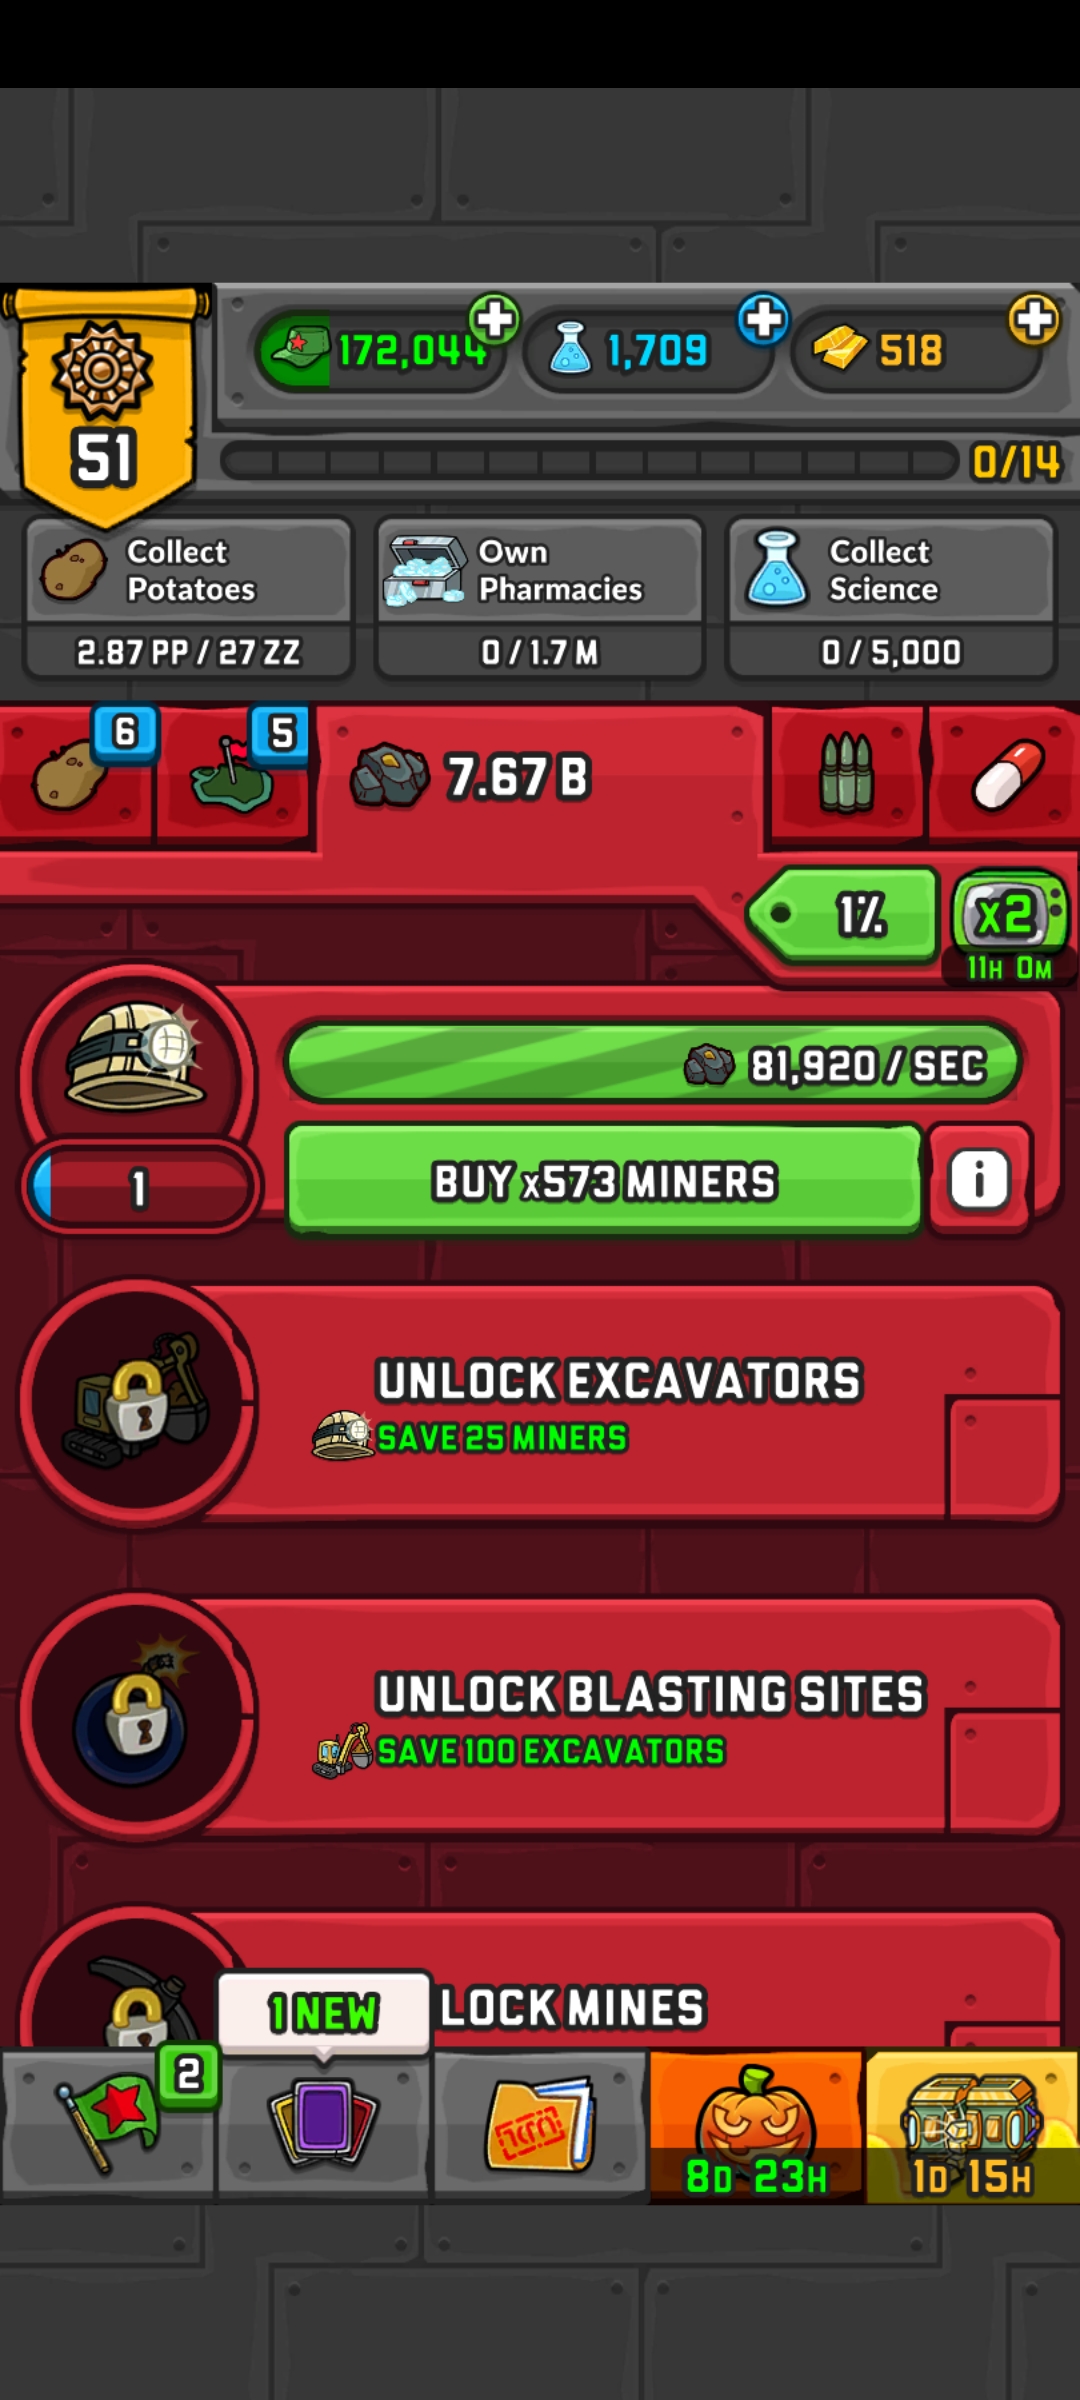 51
172,044
1,709
518
0/14
Collect
Potatoes
2.87 PP / 27 ZZ
Own
Pharmacies
0 / 1.7 M
Collect
Science
0 / 5,000
6
5
7.67 B
1%
x2
11H 0M
81,920 / SEC
1
BUY x573 MINERS
i
UNLOCK EXCAVATORS
SAVE 25 MINERS
UNLOCK BLASTING SITES
SAVE 100 EXCAVATORS
LOCK MINES
1 NEW
2
8D 23H
1D 15H